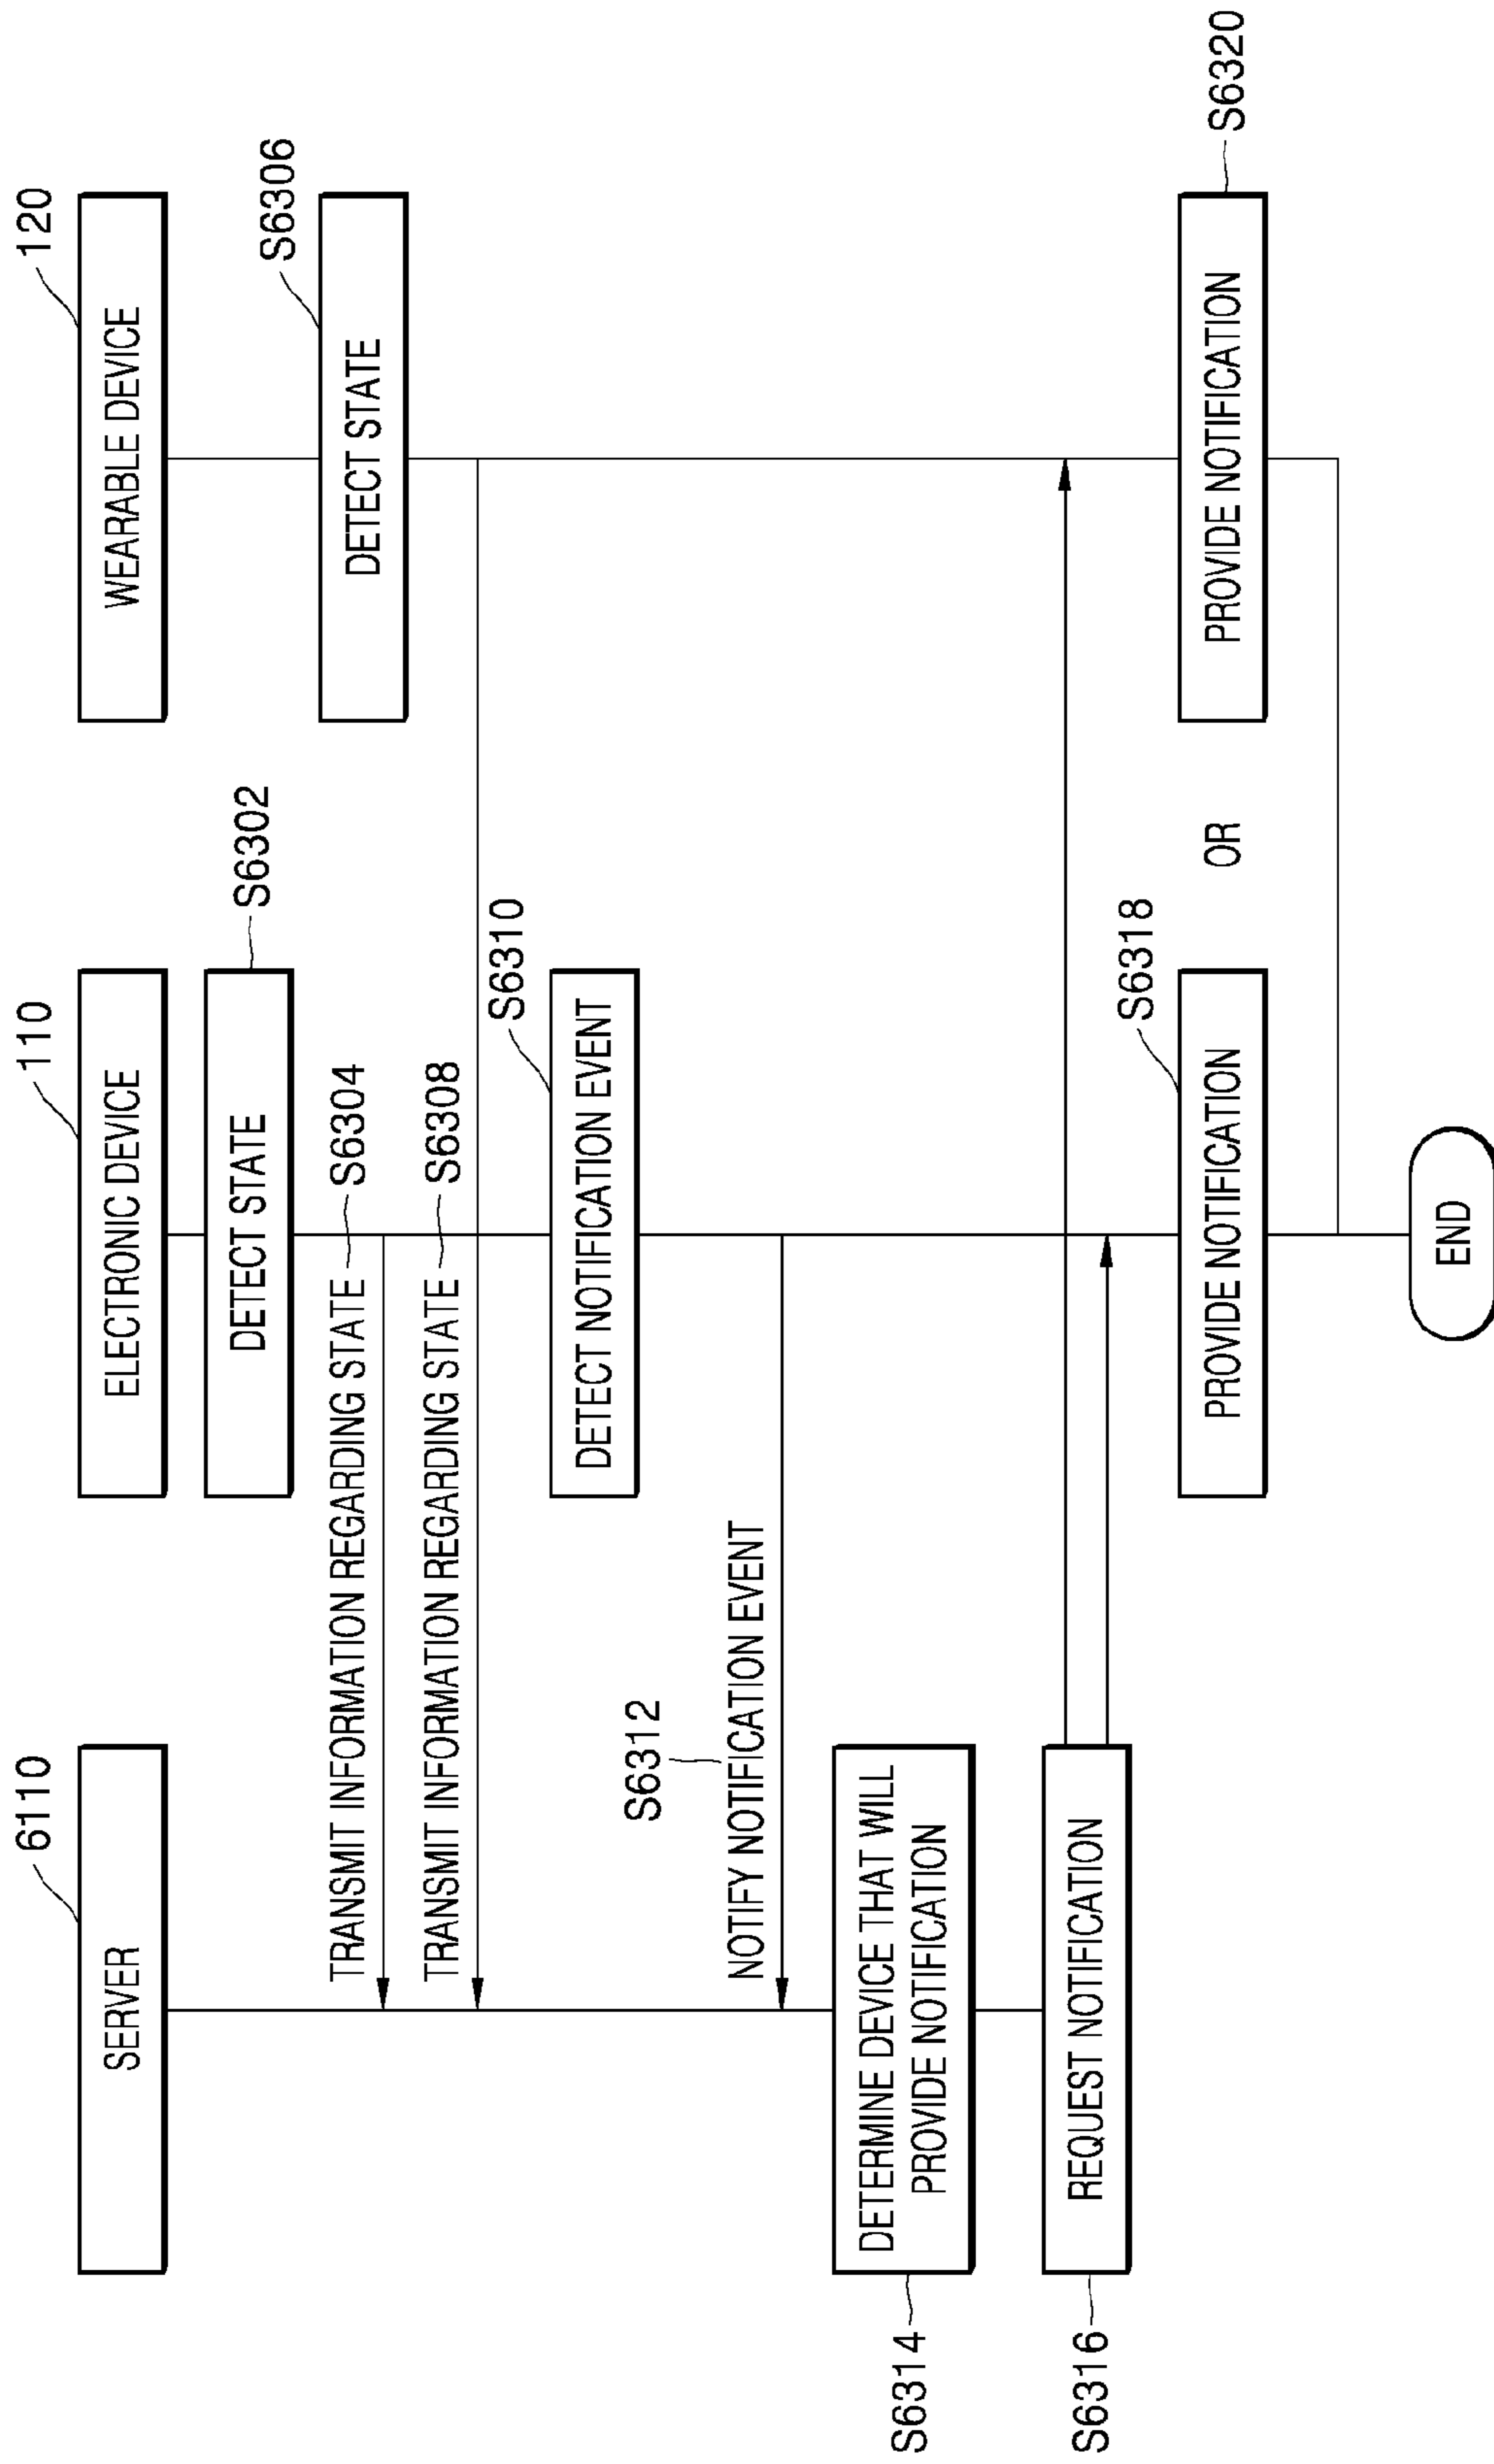 6110
110
120
SERVER
ELECTRONIC DEVICE
WEARABLE DEVICE
DETECT STATE
S6302
S6306
TRANSMIT INFORMATION REGARDING STATE
S6304
DETECT STATE
TRANSMIT INFORMATION REGARDING STATE
S6308
S6310
DETECT NOTIFICATION EVENT
S6312
NOTIFY NOTIFICATION EVENT
S6314
DETERMINE DEVICE THAT WILL
PROVIDE NOTIFICATION
S6316
REQUEST NOTIFICATION
S6318
PROVIDE NOTIFICATION
OR
PROVIDE NOTIFICATION
S6320
END